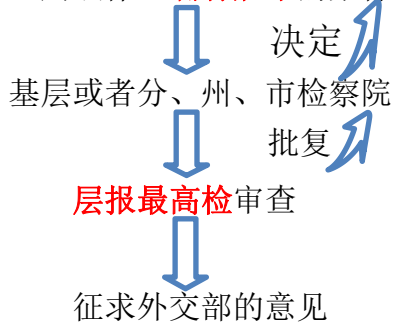 决定
基层或者分、州、市检察院
批复
层报最高检审查
征求外交部的意见